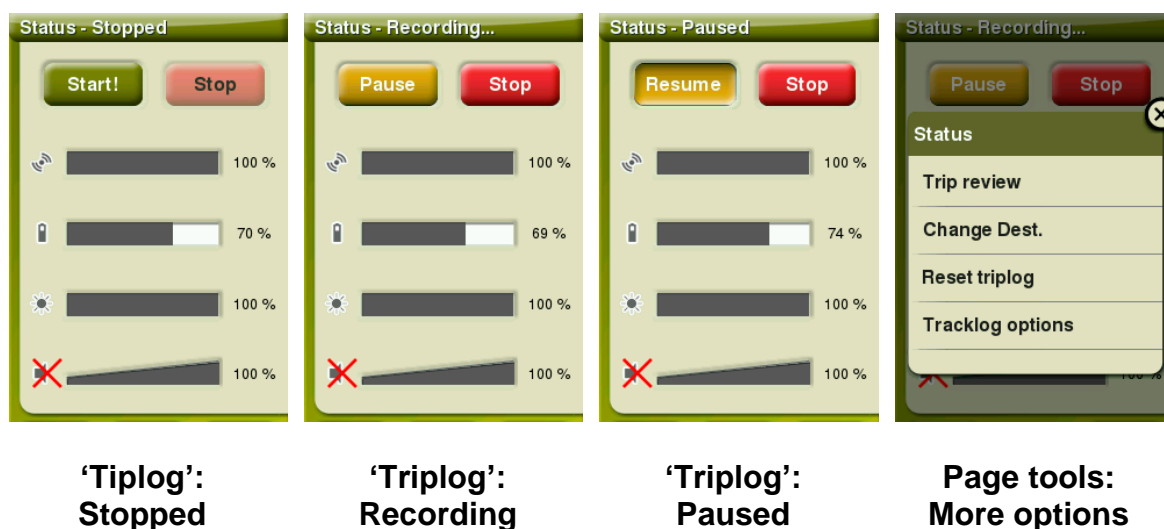 Status - Stopped
Start!
Stop
100 %
70 %
100 %
100 %
‘Tiplog’:
Stopped
Status - Recording...
Pause
Stop
100 %
69 %
100 %
100 %
‘Triplog’:
Recording
Status - Paused
Resume
Stop
100 %
74 %
100 %
100 %
‘Triplog’:
Paused
Status - Recording...
Pause
Stop
Status
Trip review
Change Dest.
Reset triplog
Tracklog options
100 %
Page tools:
More options